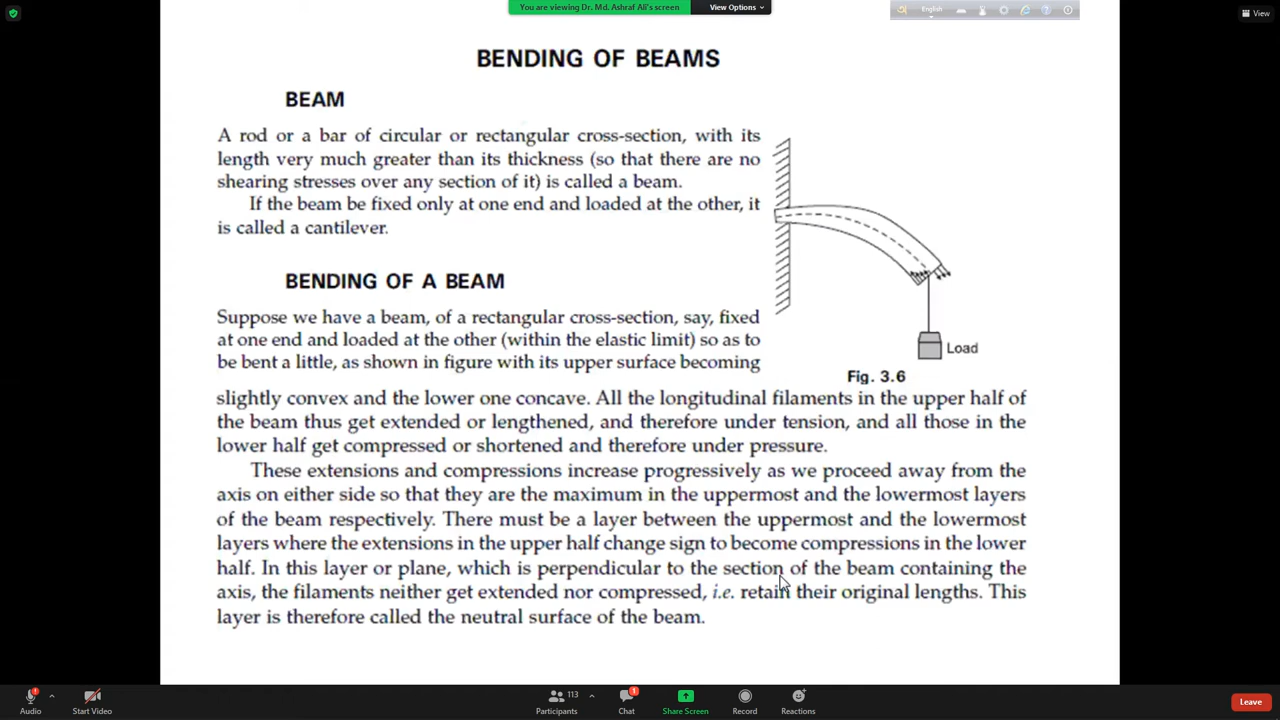 You are viewing Dr. Md. Ashraf Ali's screen
View Options
English
View
BENDING OF BEAMS
BEAM
A rod or a bar of circular or rectangular cross-section, with its
length very much greater than its thickness (so that there are no
shearing stresses over any section of it) is called a beam.
If the beam be fixed only at one end and loaded at the other, it
is called a cantilever.
BENDING OF A BEAM
Suppose we have a beam, of a rectangular cross-section, say, fixed
at one end and loaded at the other (within the elastic limit) so as to
be bent a little, as shown in figure with its upper surface becoming
Load
Fig. 3.6
slightly convex and the lower one concave. All the longitudinal filaments in the upper half of
the beam thus get extended or lengthened, and therefore under tension, and all those in the
lower half get compressed or shortened and therefore under pressure.
These extensions and compressions increase progressively as we proceed away from the
axis on either side so that they are the maximum in the uppermost and the lowermost layers
of the beam respectively. There must be a layer between the uppermost and the lowermost
layers where the extensions in the upper half change sign to become compressions in the lower
half. In this layer or plane, which is perpendicular to the section of the beam containing the
axis, the filaments neither get extended nor compressed, i.e. retain their original lengths. This
layer is therefore called the neutral surface of the beam.
Audio
Start Video
113
Participants
1
Chat
Share Screen
Record
Reactions
Leave